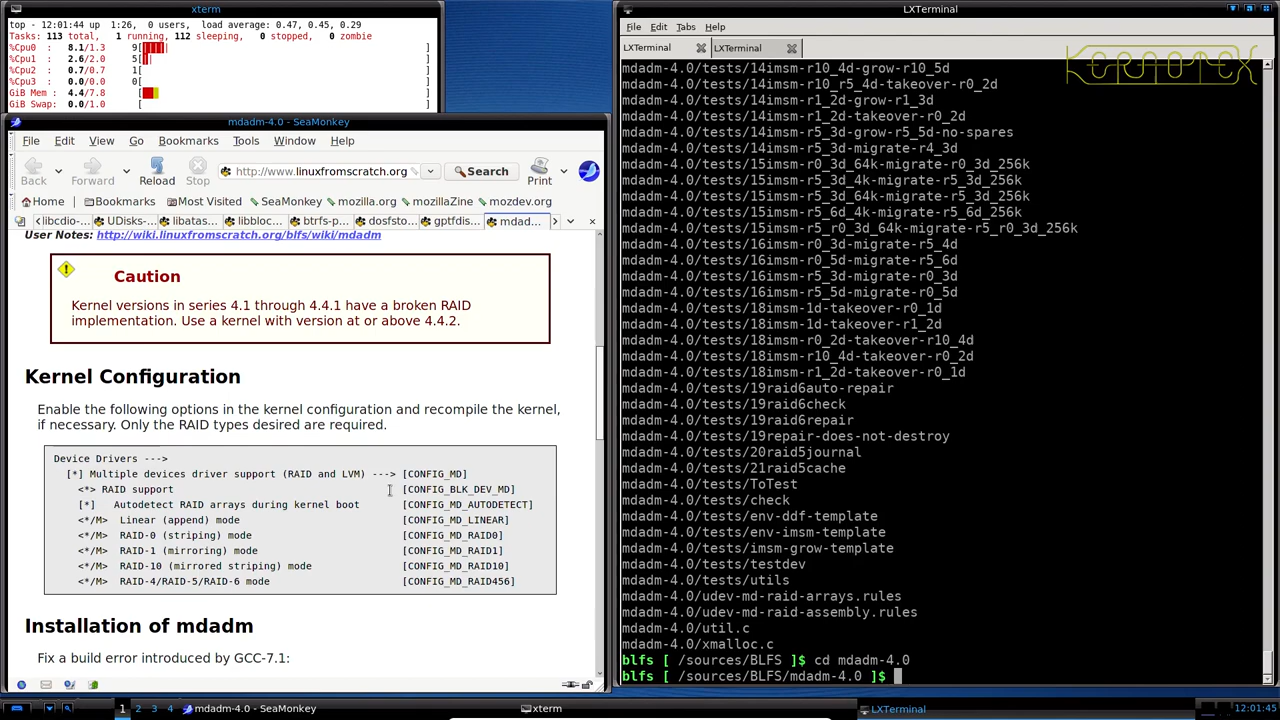 xterm
top - 12:01:44 up  1:26,  0 users,  load average: 0.47, 0.45, 0.29
Tasks: 113 total,   1 running, 112 sleeping,   0 stopped,   0 zombie
%Cpu0  :   8.1/1.3     9[|||||                ]
%Cpu1  :   2.6/2.0     5[||                   ]
%Cpu2  :   0.7/0.7     1[                     ]
%Cpu3  :   0.0/0.0     0[                     ]
GiB Mem :  4.4/7.8      [                     ]
GiB Swap:  0.0/1.0      [                     ]
mdadm-4.0 - SeaMonkey
File Edit View Go Bookmarks Tools Window Help
Back Forward Reload Stop http://www.linuxfromscratch.org Search Print
Home Bookmarks Most Visited SeaMonkey mozilla.org mozillaZine mozdev.org
libcdio-... UDisks-... libatas... libbloc... btrfs-p... dosfsto... gptfdis... mdad...
User Notes: http://wiki.linuxfromscratch.org/blfs/wiki/mdadm
Caution
Kernel versions in series 4.1 through 4.4.1 have a broken RAID
implementation. Use a kernel with version at or above 4.4.2.
Kernel Configuration
Enable the following options in the kernel configuration and recompile the kernel,
if necessary. Only the RAID types desired are required.
Device Drivers --->
[*] Multiple devices driver support (RAID and LVM) ---> [CONFIG_MD]
<*> RAID support [CONFIG_BLK_DEV_MD]
[*] Autodetect RAID arrays during kernel boot [CONFIG_MD_AUTODETECT]
<*/M> Linear (append) mode [CONFIG_MD_LINEAR]
<*/M> RAID-0 (striping) mode [CONFIG_MD_RAID0]
<*/M> RAID-1 (mirroring) mode [CONFIG_MD_RAID1]
<*/M> RAID-10 (mirrored striping) mode [CONFIG_MD_RAID10]
<*/M> RAID-4/RAID-5/RAID-6 mode [CONFIG_MD_RAID456]
Installation of mdadm
Fix a build error introduced by GCC-7.1:
LXTerminal
File Edit Tabs Help
LXTerminal LXTerminal
KERNOTEX
mdadm-4.0/tests/14imsm-r10_4d-grow-r10_5d
mdadm-4.0/tests/14imsm-r10_r5_4d-takeover-r0_2d
mdadm-4.0/tests/14imsm-r1_2d-grow-r1_3d
mdadm-4.0/tests/14imsm-r1_2d-takeover-r0_2d
mdadm-4.0/tests/14imsm-r5_3d-grow-r5_5d-no-spares
mdadm-4.0/tests/14imsm-r5_3d-migrate-r4_3d
mdadm-4.0/tests/15imsm-r0_3d_64k-migrate-r0_3d_256k
mdadm-4.0/tests/15imsm-r5_3d_4k-migrate-r5_3d_256k
mdadm-4.0/tests/15imsm-r5_3d_64k-migrate-r5_3d_256k
mdadm-4.0/tests/15imsm-r5_6d_4k-migrate-r5_6d_256k
mdadm-4.0/tests/15imsm-r5_r0_3d_64k-migrate-r5_r0_3d_256k
mdadm-4.0/tests/16imsm-r0_3d-migrate-r5_4d
mdadm-4.0/tests/16imsm-r0_5d-migrate-r5_6d
mdadm-4.0/tests/16imsm-r5_3d-migrate-r0_3d
mdadm-4.0/tests/16imsm-r5_5d-migrate-r0_5d
mdadm-4.0/tests/18imsm-1d-takeover-r0_1d
mdadm-4.0/tests/18imsm-1d-takeover-r1_2d
mdadm-4.0/tests/18imsm-r0_2d-takeover-r10_4d
mdadm-4.0/tests/18imsm-r10_4d-takeover-r0_2d
mdadm-4.0/tests/18imsm-r1_2d-takeover-r0_1d
mdadm-4.0/tests/19raid6auto-repair
mdadm-4.0/tests/19raid6check
mdadm-4.0/tests/19raid6repair
mdadm-4.0/tests/19repair-does-not-destroy
mdadm-4.0/tests/20raid5journal
mdadm-4.0/tests/21raid5cache
mdadm-4.0/tests/ToTest
mdadm-4.0/tests/check
mdadm-4.0/tests/env-ddf-template
mdadm-4.0/tests/env-imsm-template
mdadm-4.0/tests/imsm-grow-template
mdadm-4.0/tests/testdev
mdadm-4.0/tests/utils
mdadm-4.0/udev-md-raid-arrays.rules
mdadm-4.0/udev-md-raid-assembly.rules
mdadm-4.0/util.c
mdadm-4.0/xmalloc.c
blfs [ /sources/BLFS ]$ cd mdadm-4.0
blfs [ /sources/BLFS/mdadm-4.0 ]$
1 2 3 4 mdadm-4.0 - SeaMonkey xterm LXTerminal 12:01:45